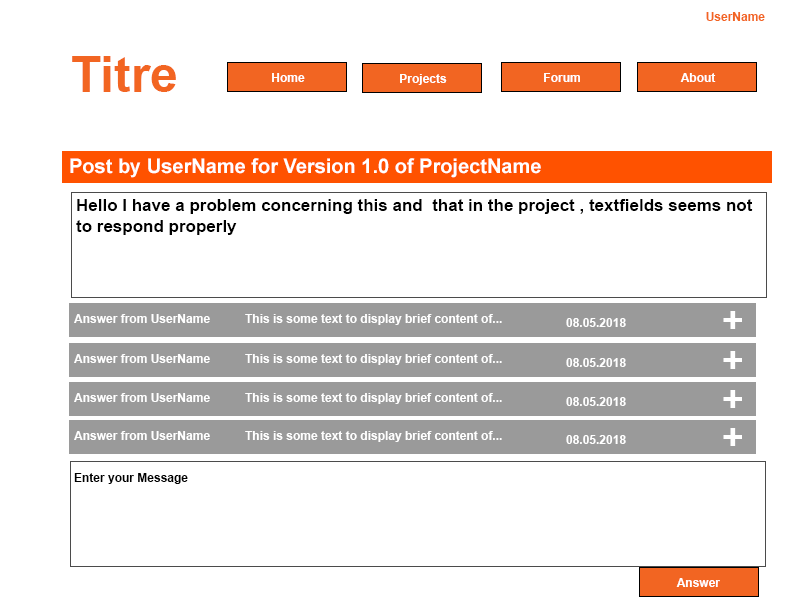 UserName
Titre
Home
Projects
Forum
About
Post by UserName for Version 1.0 of ProjectName
Hello I have a problem concerning this and  that in the project , textfields seems not
to respond properly
Answer from UserName This is some text to display brief content of... 08.05.2018 +
Answer from UserName This is some text to display brief content of... 08.05.2018 +
Answer from UserName This is some text to display brief content of... 08.05.2018 +
Answer from UserName This is some text to display brief content of... 08.05.2018 +
Enter your Message
Answer